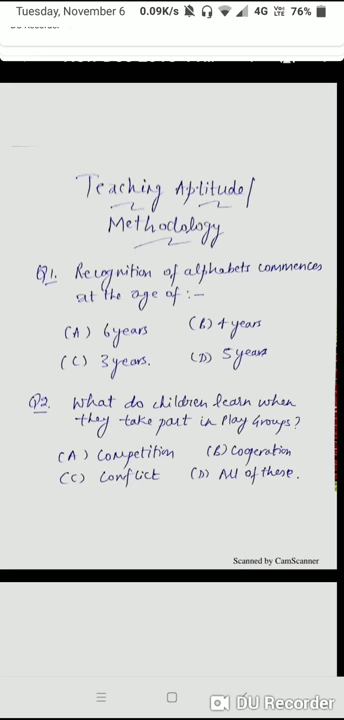 Tuesday, November 6 0.09K/s 4G VoLTE 76%
Teaching Aptitude/
Methodology
Q1. Recognition of alphabets commences
at the age of :-
(A) 6 years (B) 4 years
(C) 3 years. (D) 5 years
Q2. What do children learn when
they take part in Play Groups?
(A) Competition (B) Cooperation
(C) Conflict (D) All of these.
Scanned by CamScanner
DU Recorder